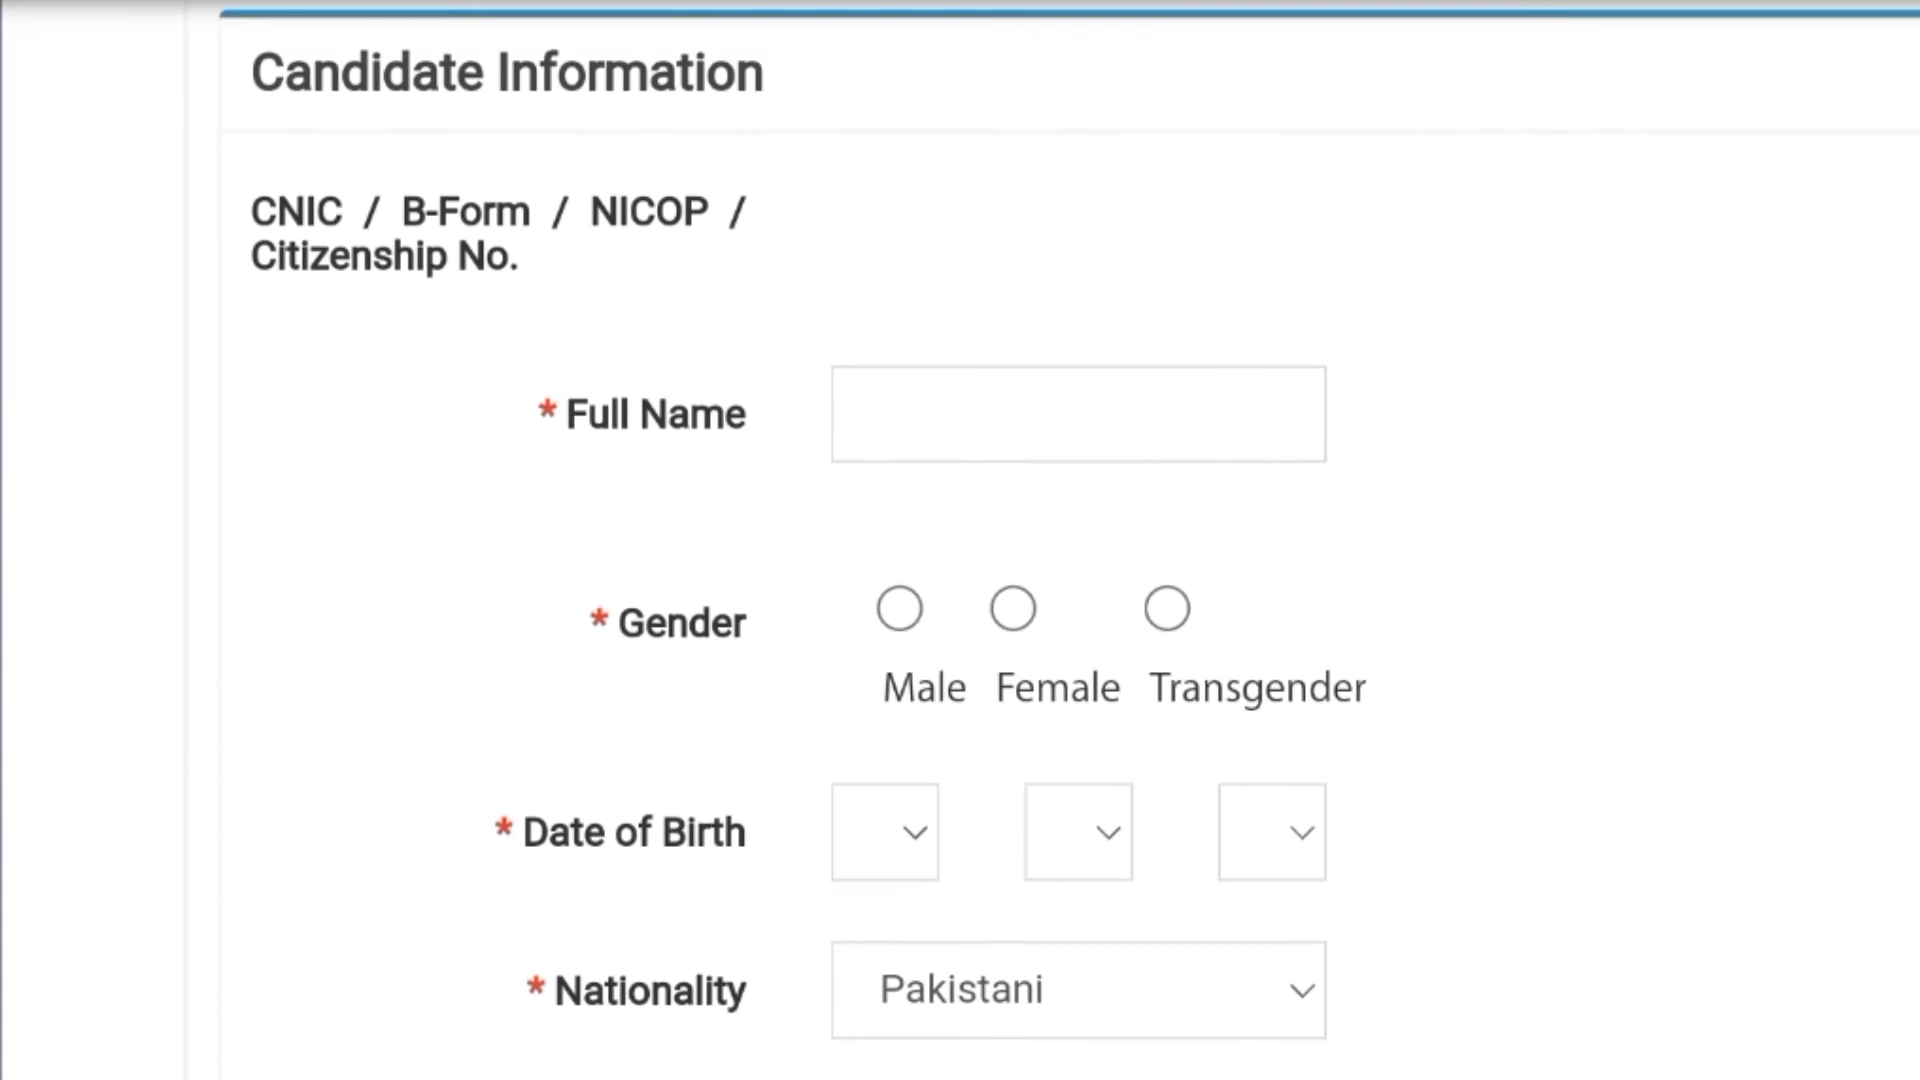 Candidate Information
CNIC / B-Form / NICOP /
Citizenship No.
* Full Name
* Gender
Male Female Transgender
* Date of Birth
* Nationality
Pakistani